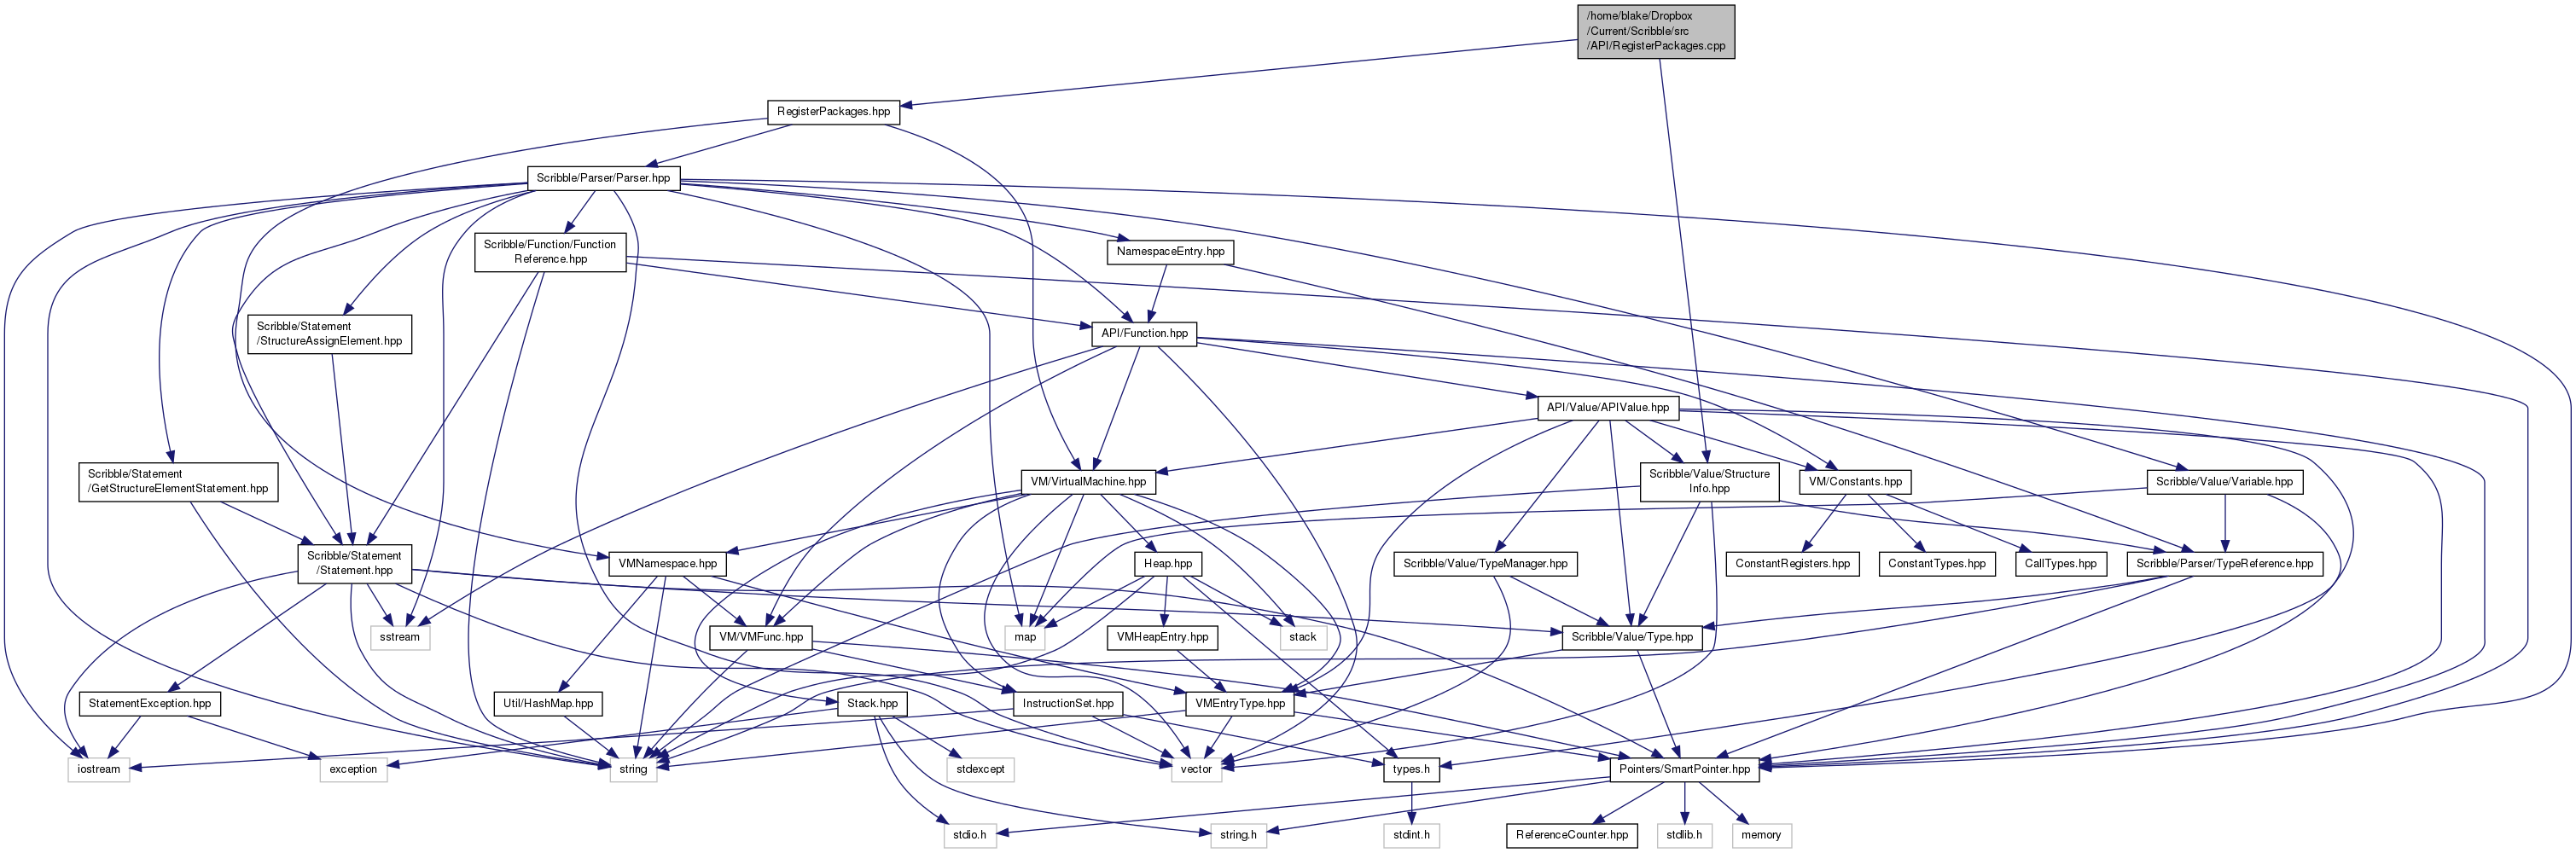 /home/blake/Dropbox
/Current/Scribble/src
/API/RegisterPackages.cpp
RegisterPackages.hpp
Scribble/Parser/Parser.hpp
Scribble/Function/Function
Reference.hpp
NamespaceEntry.hpp
Scribble/Statement
/StructureAssignElement.hpp
API/Function.hpp
API/Value/APIValue.hpp
Scribble/Statement
/GetStructureElementStatement.hpp
VM/VirtualMachine.hpp
Scribble/Value/Structure
Info.hpp
VM/Constants.hpp
Scribble/Value/Variable.hpp
Scribble/Statement
/Statement.hpp
VMNamespace.hpp
Heap.hpp
Scribble/Value/TypeManager.hpp
ConstantRegisters.hpp
ConstantTypes.hpp
CallTypes.hpp
Scribble/Parser/TypeReference.hpp
sstream
VM/VMFunc.hpp
map
VMHeapEntry.hpp
stack
Scribble/Value/Type.hpp
StatementException.hpp
Util/HashMap.hpp
Stack.hpp
InstructionSet.hpp
VMEntryType.hpp
iostream
exception
string
stdexcept
vector
types.h
Pointers/SmartPointer.hpp
stdio.h
string.h
stdint.h
ReferenceCounter.hpp
stdlib.h
memory